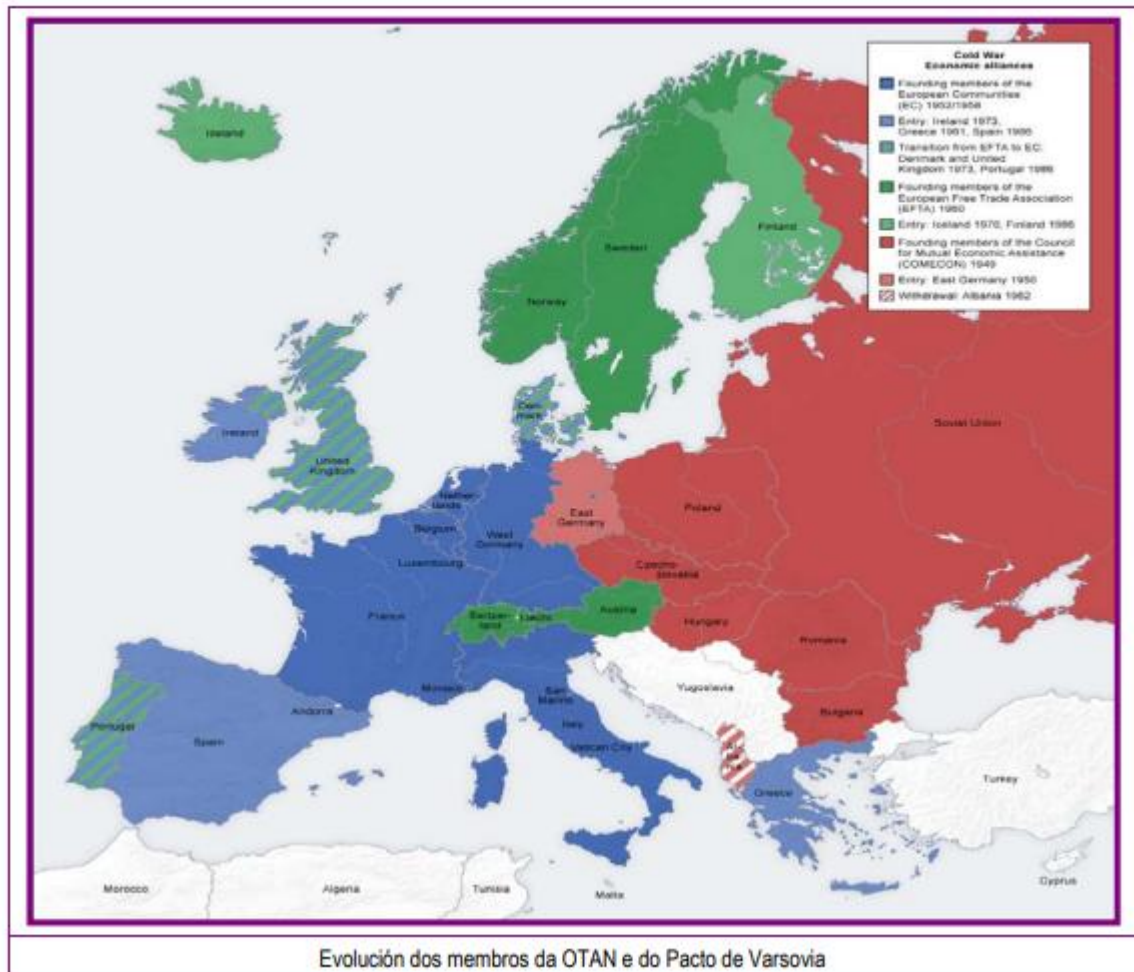 Cold War
Economic alliances
Founding members of the
European Communities
(EC) 1952/1958
Entry: Ireland 1973,
Greece 1981, Spain 1986
Transition from EFTA to EC:
Denmark and United
Kingdom 1973, Portugal 1986
Founding members of the
European Free Trade Association
(EFTA) 1960
Entry: Iceland 1970, Finland 1986
Founding members of the Council
for Mutual Economic Assistance
(COMECON) 1949
Entry: East Germany 1950
Withdrawal: Albania 1962
Iceland
Finland
Sweden
Norway
Den-
mark
Ireland
United
Kingdom
Soviet Union
Nether-
lands
Belgium
West
Germany
East
Germany
Poland
Luxembourg
Czecho-
slovakia
France
Switzer-
land
Austria
Hungary
Romania
Monaco
San
Marino
Yugoslavia
Andorra
Italy
Bulgaria
Portugal
Spain
Vatican City
Al-
ba-
nia
Greece
Turkey
Morocco
Algeria
Tunisia
Malta
Cyprus
Evolución dos membros da OTAN e do Pacto de Varsovia